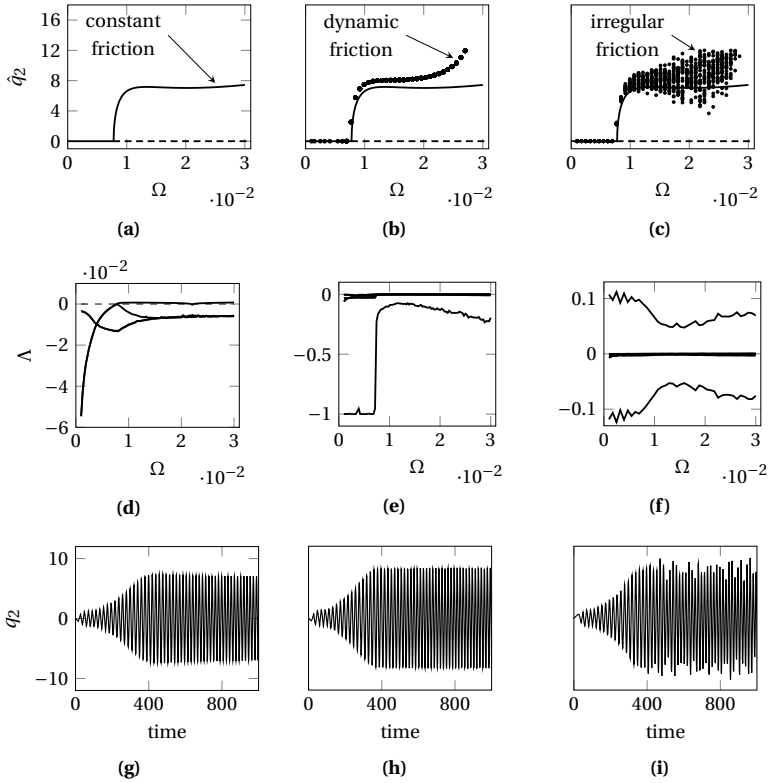 16
12
8
4
0
q̂2
constant
friction
0
1
2
3
Ω
·10−2
(a)
dynamic
friction
0
1
2
3
Ω
·10−2
(b)
irregular
friction
0
1
2
3
Ω
·10−2
(c)
·10−2
0
−2
−4
−6
Λ
0
1
2
3
Ω
·10−2
(d)
0
−0.5
−1
0
1
2
3
Ω
·10−2
(e)
0.1
0
−0.1
0
1
2
3
Ω
·10−2
(f)
10
0
−10
q2
0
400
800
time
(g)
0
400
800
time
(h)
0
400
800
time
(i)